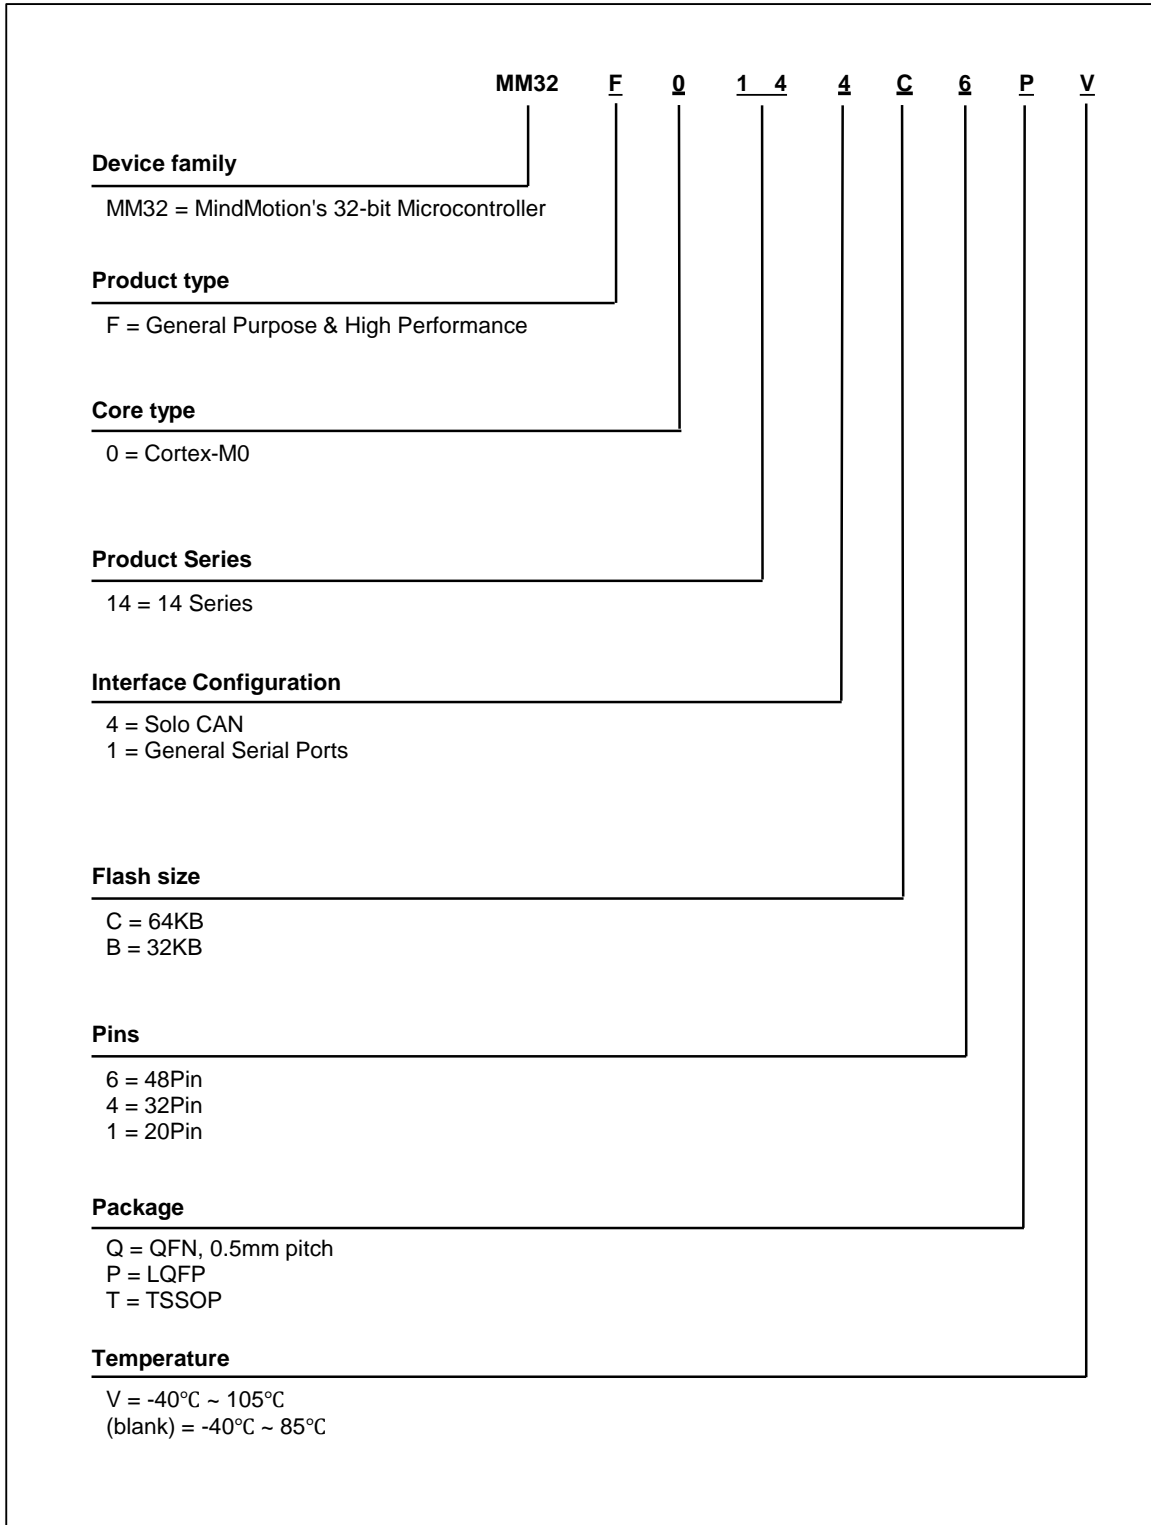 MM32 F 0 1 4 4 C 6 P V
Device family
MM32 = MindMotion's 32-bit Microcontroller
Product type
F = General Purpose & High Performance
Core type
0 = Cortex-M0
Product Series
14 = 14 Series
Interface Configuration
4 = Solo CAN
1 = General Serial Ports
Flash size
C = 64KB
B = 32KB
Pins
6 = 48Pin
4 = 32Pin
1 = 20Pin
Package
Q = QFN, 0.5mm pitch
P = LQFP
T = TSSOP
Temperature
V = -40℃ ~ 105℃
(blank) = -40℃ ~ 85℃